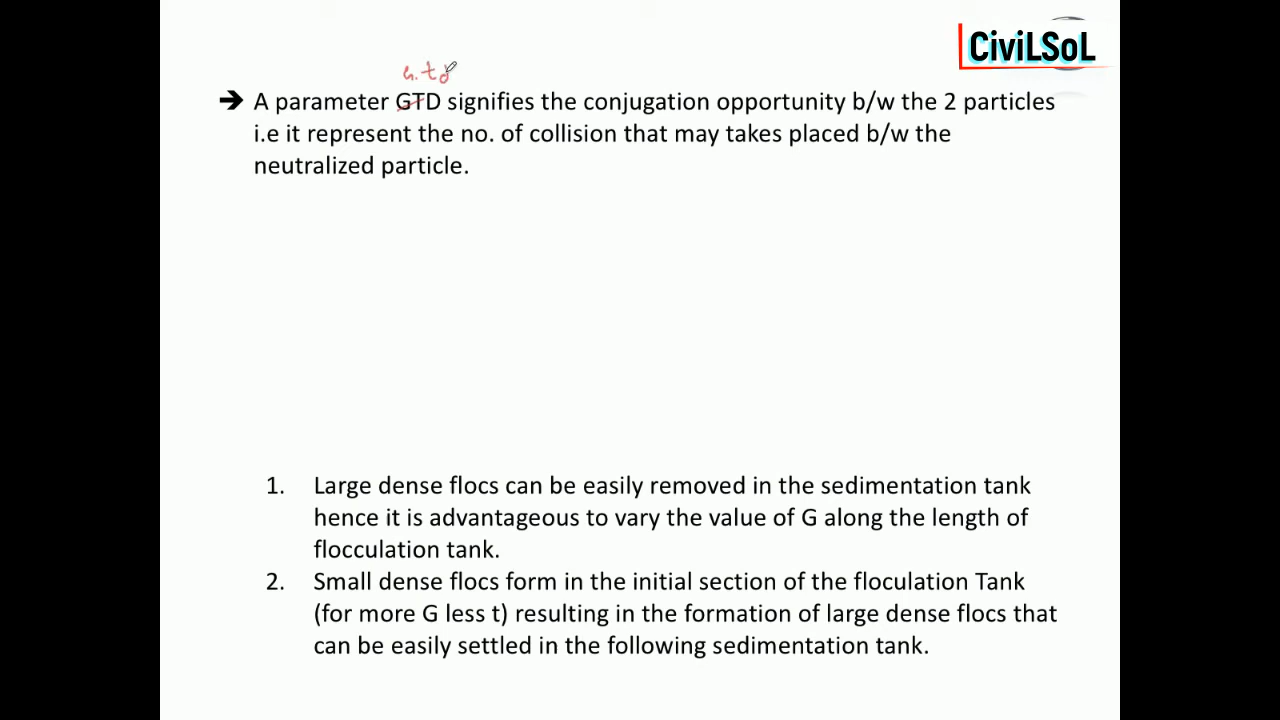 CiviLSoL
G.td
➔ A parameter GTD signifies the conjugation opportunity b/w the 2 particles
i.e it represent the no. of collision that may takes placed b/w the
neutralized particle.
1. Large dense flocs can be easily removed in the sedimentation tank
hence it is advantageous to vary the value of G along the length of
flocculation tank.
2. Small dense flocs form in the initial section of the floculation Tank
(for more G less t) resulting in the formation of large dense flocs that
can be easily settled in the following sedimentation tank.